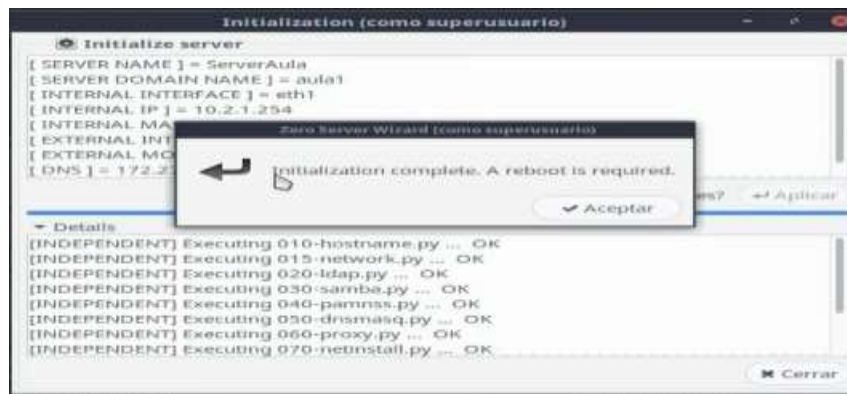 Initialization (como superusuario)
Initialize server
[ SERVER NAME ] = ServerAula
[ SERVER DOMAIN NAME ] = aula1
[ INTERNAL INTERFACE ] = eth1
[ INTERNAL IP ] = 10.2.1.254
[ INTERNAL MA
[ EXTERNAL INT
[ EXTERNAL MO
[ DNS ] = 172.2
Zero Server Wizard (como superusuario)
Initialization complete. A reboot is required.
Aceptar
es? Aplicar
Details
[INDEPENDENT] Executing 010-hostname.py ... OK
[INDEPENDENT] Executing 015-network.py ... OK
[INDEPENDENT] Executing 020-ldap.py ... OK
[INDEPENDENT] Executing 030-samba.py ... OK
[INDEPENDENT] Executing 040-pamnss.py ... OK
[INDEPENDENT] Executing 050-dnsmasq.py ... OK
[INDEPENDENT] Executing 060-proxy.py ... OK
[INDEPENDENT] Executing 070-netinstall.py ... OK
Cerrar